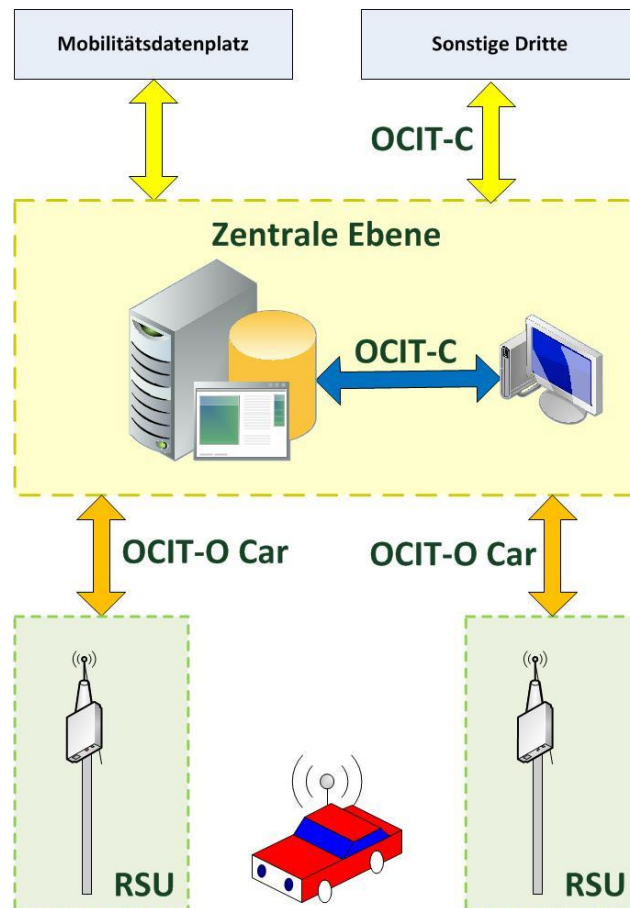 Mobilitätsdatenplatz
Sonstige Dritte
OCIT-C
Zentrale Ebene
OCIT-C
OCIT-O Car
OCIT-O Car
RSU
RSU